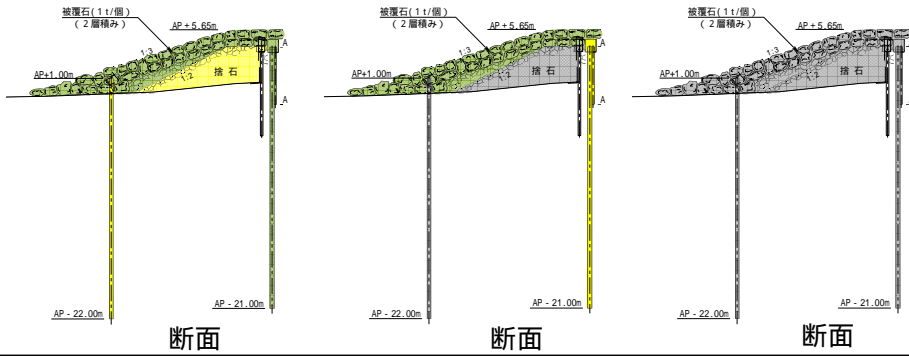 被覆石(1t/個)
(2層積み)
AP+5.65m
1:3
AP+1.00m
1:2
捨石
A
A
AP-21.00m
AP-22.00m
断面
被覆石(1t/個)
(2層積み)
AP+5.65m
1:3
AP+1.00m
1:2
捨石
A
A
AP-21.00m
AP-22.00m
断面
被覆石(1t/個)
(2層積み)
AP+5.65m
1:3
AP+1.00m
1:2
捨石
A
A
AP-21.00m
AP-22.00m
断面